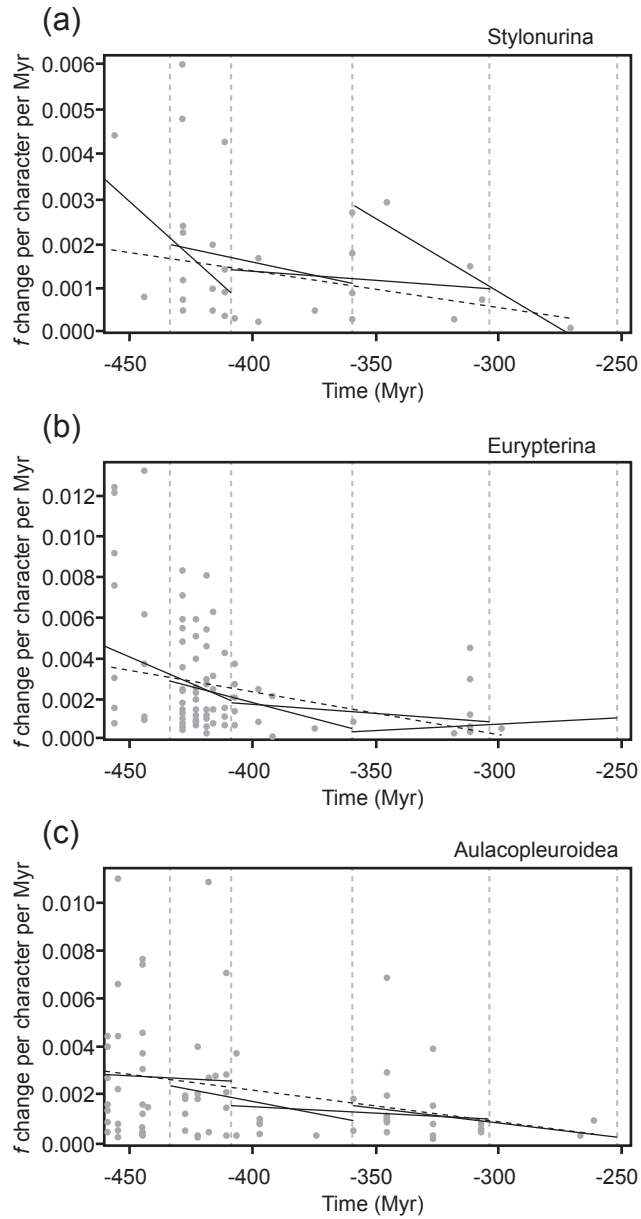 (a)
Stylonurina
f change per character per Myr
0.006
0.005
0.004
0.003
0.002
0.001
0.000
-450 -400 -350 -300 -250
Time (Myr)
(b)
Eurypterina
f change per character per Myr
0.012
0.010
0.008
0.006
0.004
0.002
0.000
-450 -400 -350 -300 -250
Time (Myr)
(c)
Aulacopleuroidea
f change per character per Myr
0.010
0.008
0.006
0.004
0.002
0.000
-450 -400 -350 -300 -250
Time (Myr)